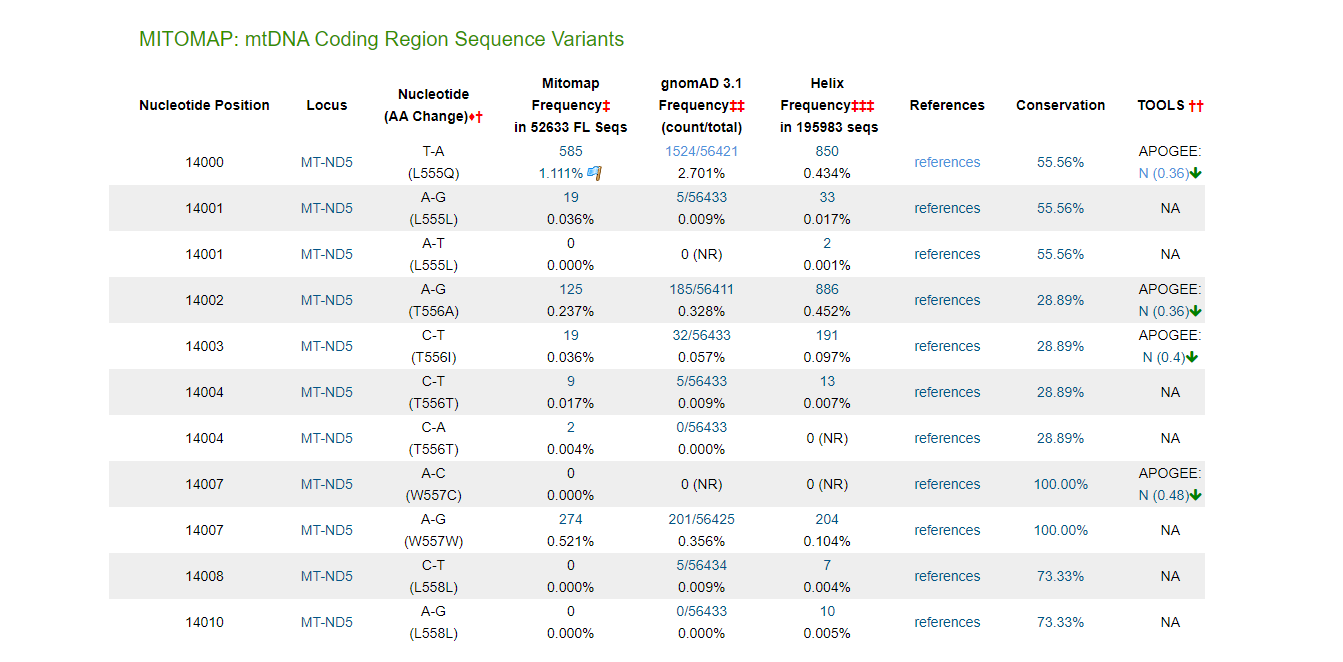 MITOMAP: mtDNA Coding Region Sequence Variants
Nucleotide Position Locus Nucleotide (AA Change)♦† Mitomap Frequency‡ in 52633 FL Seqs gnomAD 3.1 Frequency‡‡ (count/total) Helix Frequency‡‡‡ in 195983 seqs References Conservation TOOLS ††
14000 MT-ND5 T-A (L555Q) 585 1.111% 1524/56421 2.701% 850 0.434% references 55.56% APOGEE: N (0.36)
14001 MT-ND5 A-G (L555L) 19 0.036% 5/56433 0.009% 33 0.017% references 55.56% NA
14001 MT-ND5 A-T (L555L) 0 0.000% 0 (NR) 2 0.001% references 55.56% NA
14002 MT-ND5 A-G (T556A) 125 0.237% 185/56411 0.328% 886 0.452% references 28.89% APOGEE: N (0.36)
14003 MT-ND5 C-T (T556I) 19 0.036% 32/56433 0.057% 191 0.097% references 28.89% APOGEE: N (0.4)
14004 MT-ND5 C-T (T556T) 9 0.017% 5/56433 0.009% 13 0.007% references 28.89% NA
14004 MT-ND5 C-A (T556T) 2 0.004% 0/56433 0.000% 0 (NR) references 28.89% NA
14007 MT-ND5 A-C (W557C) 0 0.000% 0 (NR) 0 (NR) references 100.00% APOGEE: N (0.48)
14007 MT-ND5 A-G (W557W) 274 0.521% 201/56425 0.356% 204 0.104% references 100.00% NA
14008 MT-ND5 C-T (L558L) 0 0.000% 5/56434 0.009% 7 0.004% references 73.33% NA
14010 MT-ND5 A-G (L558L) 0 0.000% 0/56433 0.000% 10 0.005% references 73.33% NA